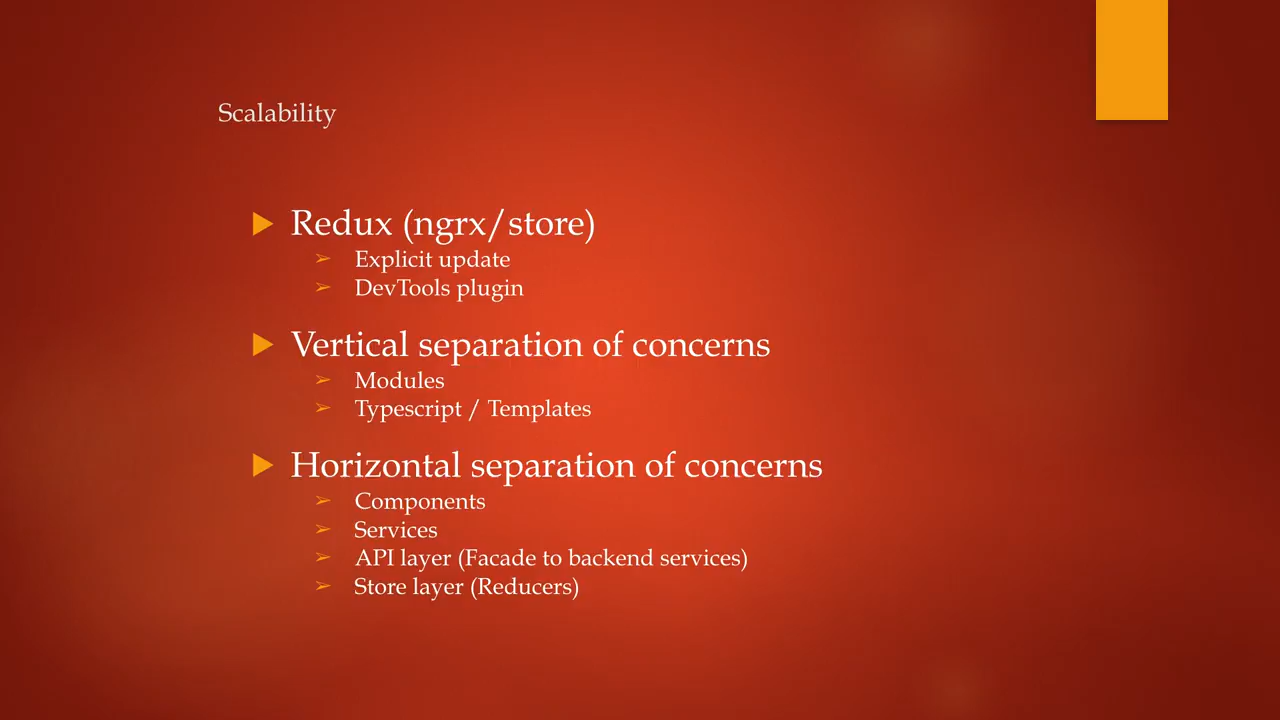 Scalability
Redux (ngrx/store)
Explicit update
DevTools plugin
Vertical separation of concerns
Modules
Typescript / Templates
Horizontal separation of concerns
Components
Services
API layer (Facade to backend services)
Store layer (Reducers)